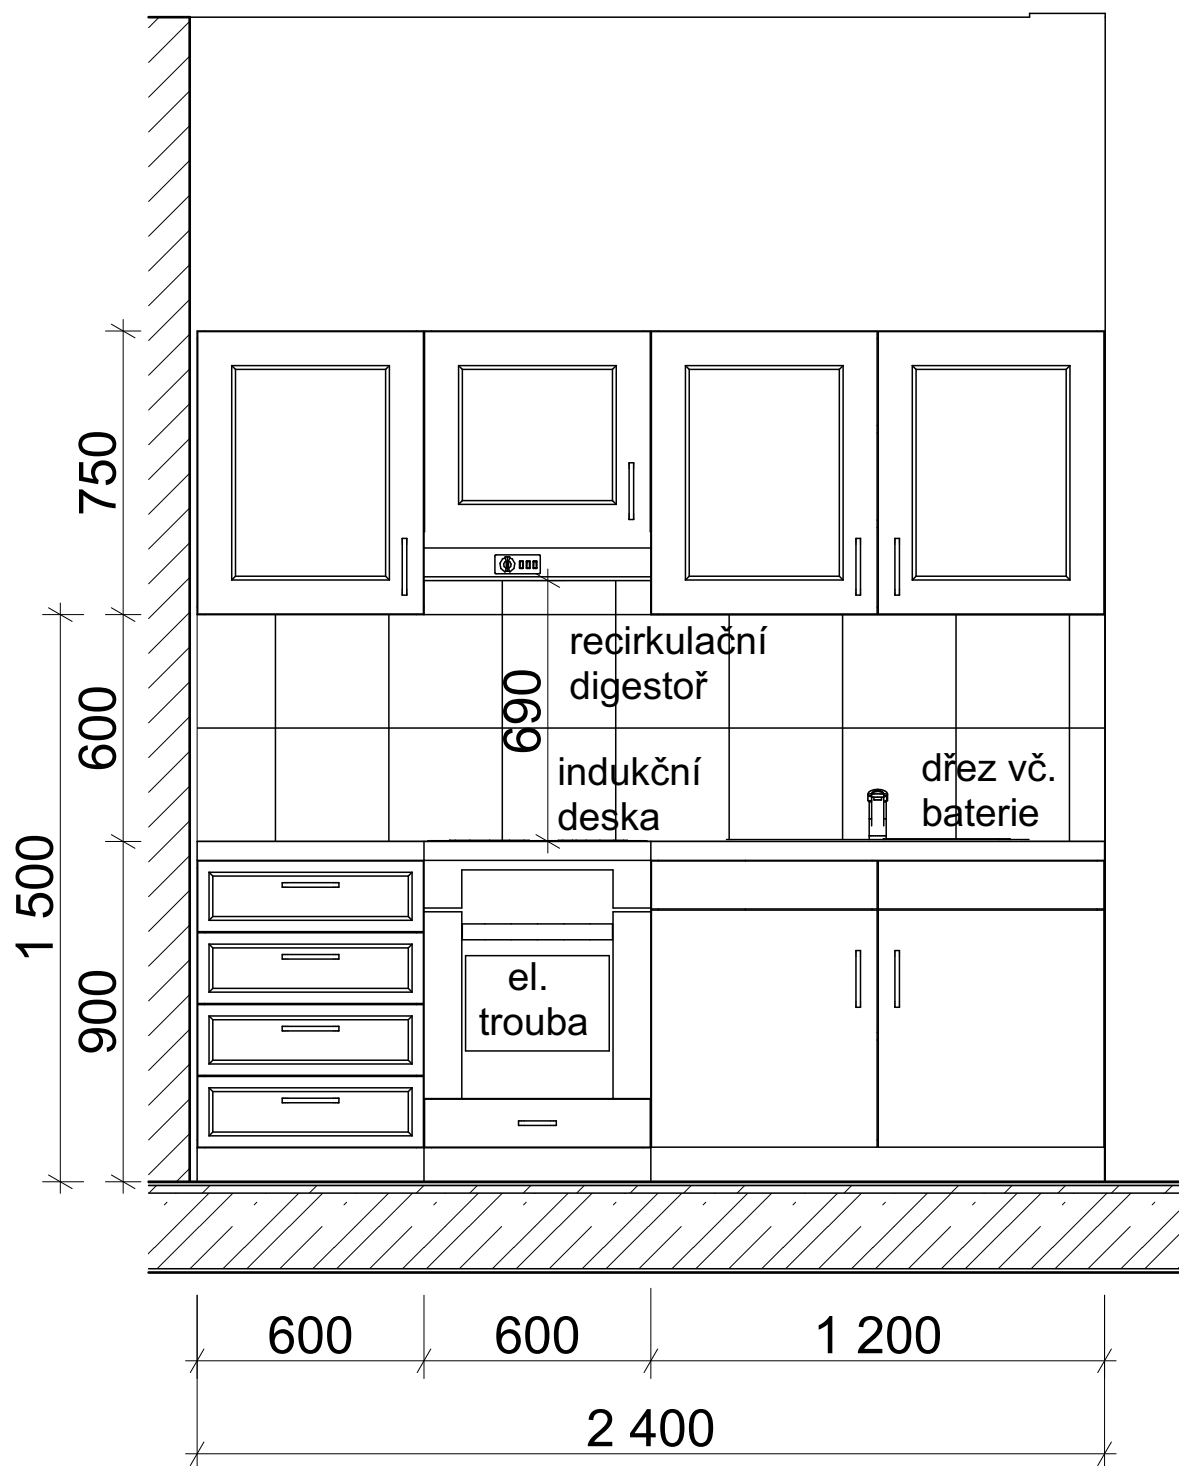 750
recirkulační
digestoř
600
690
indukční
deska
dřez vč.
baterie
1 500
900
el.
trouba
600
600
1 200
2 400